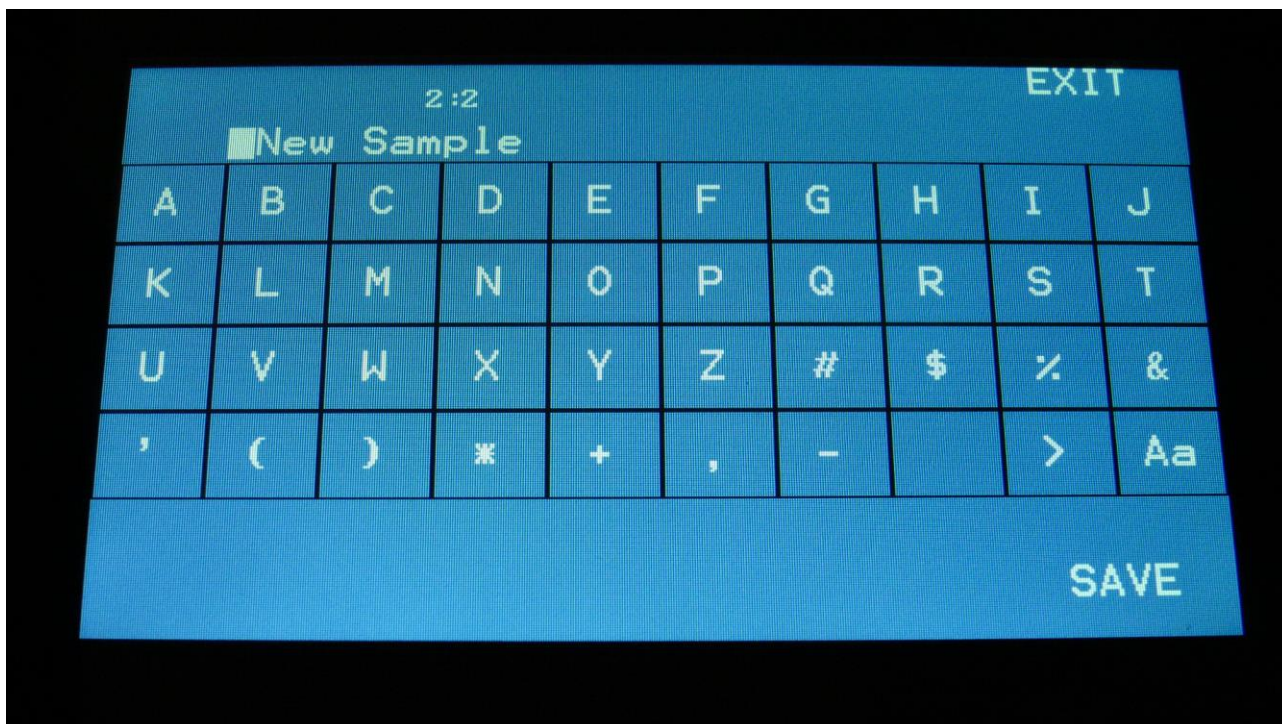 EXIT
2:2
New Sample
A B C D E F G H I J
K L M N O P Q R S T
U V W X Y Z # $ % &
' ( ) * + , - > Aa
SAVE